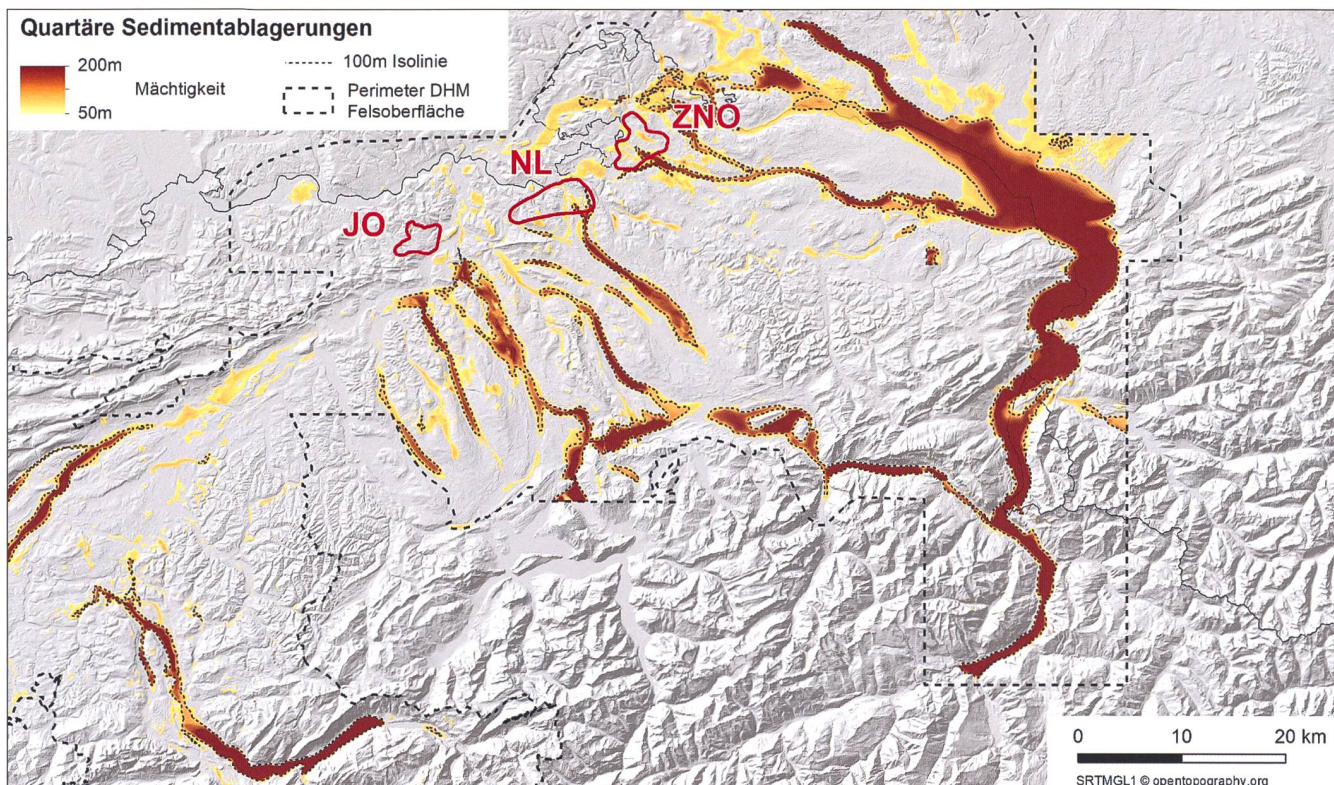 Quartäre Sedimentablagerungen
200m
Mächtigkeit
50m
100m Isolinie
Perimeter DHM
Felsoberfläche
ZNO
NL
JO
0 10 20 km
SRTMGL1 © opentopography.org